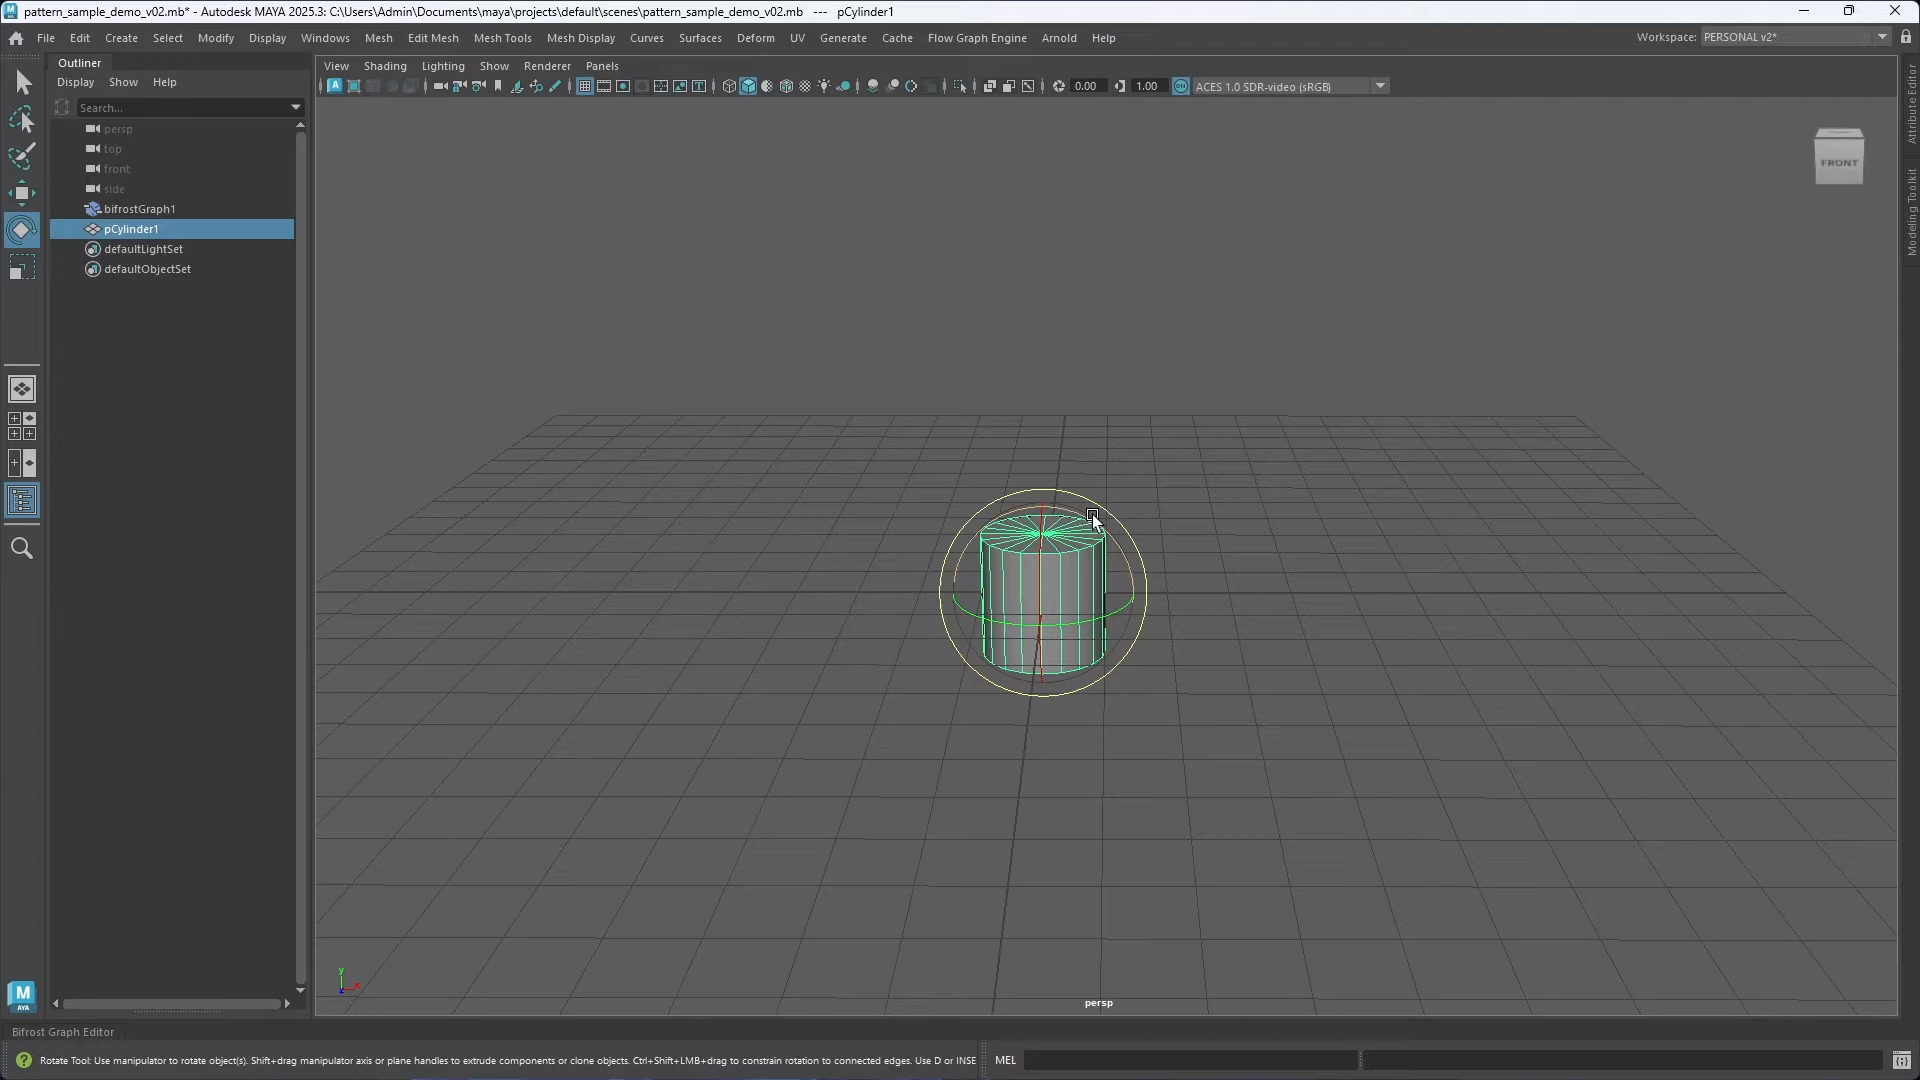 pattern_sample_demo_v02.mb* - Autodesk MAYA 2025.3: C:\Users\Admin\Documents\maya\projects\default\scenes\pattern_sample_demo_v02.mb --- pCylinder1
File Edit Create Select Modify Display Windows Mesh Edit Mesh Mesh Tools Mesh Display Curves Surfaces Deform UV Generate Cache Flow Graph Engine Arnold Help
Workspace: PERSONAL v2*
Outliner
Display Show Help
Search...
persp
top
front
side
bifrostGraph1
pCylinder1
defaultLightSet
defaultObjectSet
View Shading Lighting Show Renderer Panels
0.00 1.00 ON ACES 1.0 SDR-video (sRGB)
FRONT
Attribute Editor
Modeling Toolkit
y
x
persp
M
AYA
Bifrost Graph Editor
Rotate Tool: Use manipulator to rotate object(s). Shift+drag manipulator axis or plane handles to extrude components or clone objects. Ctrl+Shift+LMB+drag to constrain rotation to connected edges. Use D or INSE
MEL